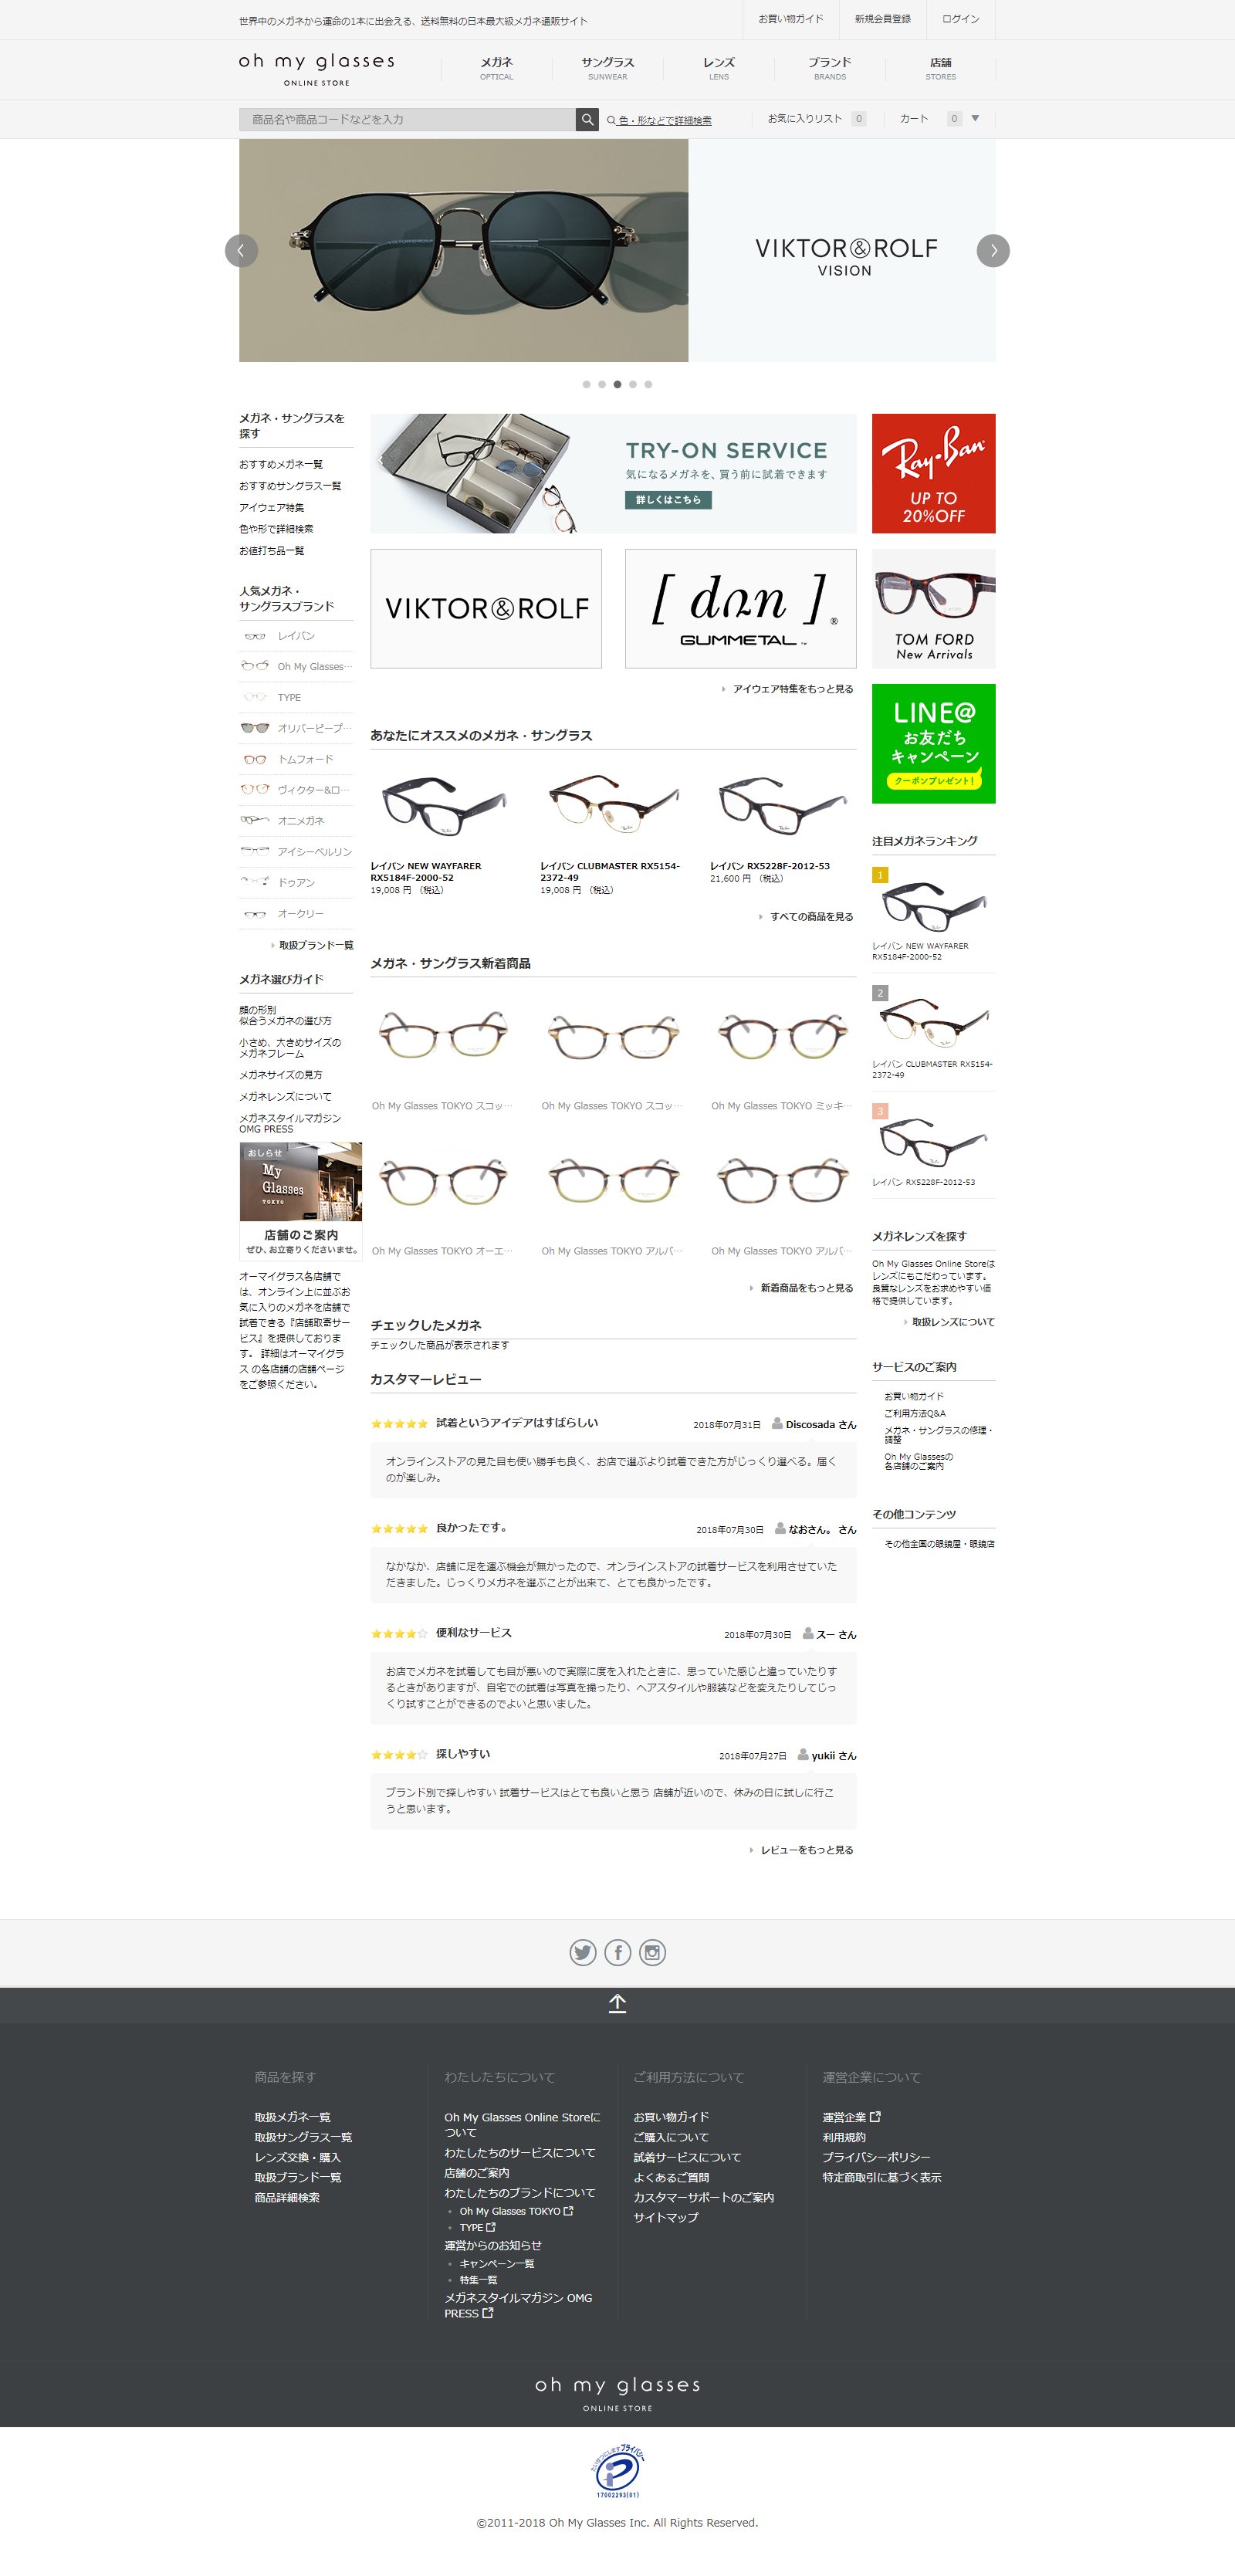 世界中のメガネから運命の1本に出会える、送料無料の日本最大級メガネ通販サイト
お買い物ガイド
新規会員登録
ログイン
oh my glasses
ONLINE STORE
メガネ
OPTICAL
サングラス
SUNWEAR
レンズ
LENS
ブランド
BRANDS
店舗
STORES
商品名や商品コードなどを入力
色・形などで詳細検索
お気に入りリスト 0
カート 0 ▼
VIKTOR&ROLF
VISION
メガネ・サングラスを
探す
おすすめメガネ一覧
おすすめサングラス一覧
アイウェア特集
色や形で詳細検索
お値打ち品一覧
人気メガネ・
サングラスブランド
レイバン
Oh My Glasses…
TYPE
オリバーピープ…
トムフォード
ヴィクター&ロ…
オニメガネ
アイシーベルリン
ドゥアン
オークリー
取扱ブランド一覧
メガネ選びガイド
顔の形別
似合うメガネの選び方
小さめ、大きめサイズの
メガネフレーム
メガネサイズの見方
メガネレンズについて
メガネスタイルマガジン
OMG PRESS
おしらせ
My
Glasses
TOKYO
店舗のご案内
ぜひ、お立寄りくださいませ。
オーマイグラス各店舗で
は、オンライン上に並ぶお
気に入りのメガネを店舗で
試着できる『店舗取寄サー
ビス』を提供しておりま
す。 詳細はオーマイグラ
ス の各店舗の店舗ページ
をご参照ください。
TRY-ON SERVICE
気になるメガネを、買う前に試着できます
詳しくはこちら
VIKTOR&ROLF
[ dun ]®
GUMMETAL™
アイウェア特集をもっと見る
あなたにオススメのメガネ・サングラス
レイバン NEW WAYFARER
RX5184F-2000-52
19,008 円 （税込）
レイバン CLUBMASTER RX5154-
2372-49
19,008 円 （税込）
レイバン RX5228F-2012-53
21,600 円 （税込）
すべての商品を見る
メガネ・サングラス新着商品
Oh My Glasses TOKYO スコッ…
Oh My Glasses TOKYO スコッ…
Oh My Glasses TOKYO ミッキ…
Oh My Glasses TOKYO オーエ…
Oh My Glasses TOKYO アルバ…
Oh My Glasses TOKYO アルバ…
新着商品をもっと見る
チェックしたメガネ
チェックした商品が表示されます
カスタマーレビュー
試着というアイデアはすばらしい
2018年07月31日 Discosada さん
オンラインストアの見た目も使い勝手も良く、お店で選ぶより試着できた方がじっくり選べる。届く
のが楽しみ。
良かったです。
2018年07月30日 なおさん。 さん
なかなか、店舗に足を運ぶ機会が無かったので、オンラインストアの試着サービスを利用させていた
だきました。じっくりメガネを選ぶことが出来て、とても良かったです。
便利なサービス
2018年07月30日 スー さん
お店でメガネを試着しても目が悪いので実際に度を入れたときに、思っていた感じと違っていたりす
るときがありますが、自宅での試着は写真を撮ったり、ヘアスタイルや服装などを変えたりしてじっ
くり試すことができるのでよいと思いました。
探しやすい
2018年07月27日 yukii さん
ブランド別で探しやすい 試着サービスはとても良いと思う 店舗が近いので、休みの日に試しに行こ
うと思います。
レビューをもっと見る
Ray-Ban
UP TO
20%OFF
TOM FORD
New Arrivals
LINE@
お友だち
キャンペーン
クーポンプレゼント！
注目メガネランキング
1
レイバン NEW WAYFARER
RX5184F-2000-52
2
レイバン CLUBMASTER RX5154-
2372-49
3
レイバン RX5228F-2012-53
メガネレンズを探す
Oh My Glasses Online Storeは
レンズにもこだわっています。
良質なレンズをお求めやすい価
格で提供しています。
取扱レンズについて
サービスのご案内
お買い物ガイド
ご利用方法Q&A
メガネ・サングラスの修理・
調整
Oh My Glassesの
各店舗のご案内
その他コンテンツ
その他全国の眼鏡屋・眼鏡店
商品を探す
取扱メガネ一覧
取扱サングラス一覧
レンズ交換・購入
取扱ブランド一覧
商品詳細検索
わたしたちについて
Oh My Glasses Online Storeに
ついて
わたしたちのサービスについて
店舗のご案内
わたしたちのブランドについて
Oh My Glasses TOKYO
TYPE
運営からのお知らせ
キャンペーン一覧
特集一覧
メガネスタイルマガジン OMG
PRESS
ご利用方法について
お買い物ガイド
ご購入について
試着サービスについて
よくあるご質問
カスタマーサポートのご案内
サイトマップ
運営企業について
運営企業
利用規約
プライバシーポリシー
特定商取引に基づく表示
oh my glasses
ONLINE STORE
たいせつにします プライバシー
17002293(01)
©2011-2018 Oh My Glasses Inc. All Rights Reserved.